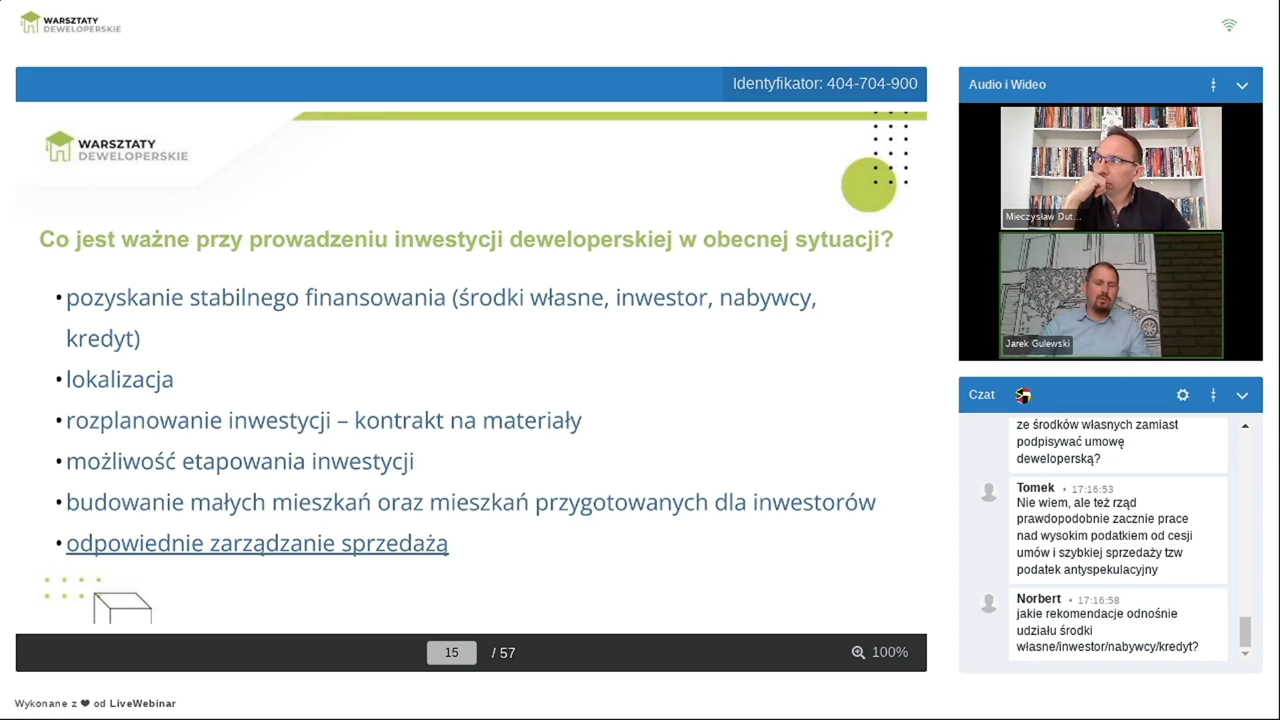 WARSZTATY
DEWELOPERSKIE
Identyfikator: 404-704-900
WARSZTATY
DEWELOPERSKIE
Co jest ważne przy prowadzeniu inwestycji deweloperskiej w obecnej sytuacji?
•pozyskanie stabilnego finansowania (środki własne, inwestor, nabywcy,
kredyt)
•lokalizacja
•rozplanowanie inwestycji – kontrakt na materiały
•możliwość etapowania inwestycji
•budowanie małych mieszkań oraz mieszkań przygotowanych dla inwestorów
•odpowiednie zarządzanie sprzedażą
15 / 57
100%
Audio i Wideo
Mieczysław Dut...
Jarek Gulewski
Czat
ze środków własnych zamiast
podpisywać umowę
deweloperską?
Tomek • 17:16:53
Nie wiem, ale też rząd
prawdopodobnie zacznie prace
nad wysokim podatkiem od cesji
umów i szybkiej sprzedaży tzw
podatek antyspekulacyjny
Norbert • 17:16:58
jakie rekomendacje odnośnie
udziału środki
własne/inwestor/nabywcy/kredyt?
Wykonane z ❤ od LiveWebinar